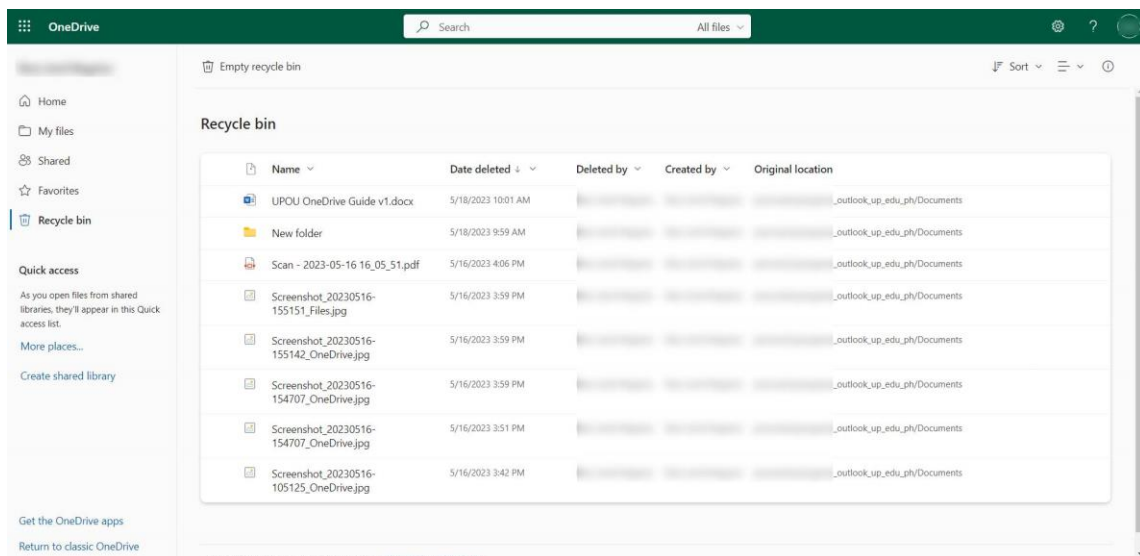 OneDrive
Search
All files
?
Empty recycle bin
Sort
Home
My files
Shared
Favorites
Recycle bin
Quick access
As you open files from shared
libraries, they'll appear in this Quick
access list.
More places...
Create shared library
Get the OneDrive apps
Return to classic OneDrive
Recycle bin
Name Date deleted ↓ Deleted by Created by Original location
UPOU OneDrive Guide v1.docx 5/18/2023 10:01 AM _outlook_up_edu_ph/Documents
New folder 5/18/2023 9:59 AM _outlook_up_edu_ph/Documents
Scan - 2023-05-16 16_05_51.pdf 5/16/2023 4:06 PM _outlook_up_edu_ph/Documents
Screenshot_20230516- 5/16/2023 3:59 PM _outlook_up_edu_ph/Documents
155151_Files.jpg
Screenshot_20230516- 5/16/2023 3:59 PM _outlook_up_edu_ph/Documents
155142_OneDrive.jpg
Screenshot_20230516- 5/16/2023 3:59 PM _outlook_up_edu_ph/Documents
154707_OneDrive.jpg
Screenshot_20230516- 5/16/2023 3:51 PM _outlook_up_edu_ph/Documents
154707_OneDrive.jpg
Screenshot_20230516- 5/16/2023 3:42 PM _outlook_up_edu_ph/Documents
105125_OneDrive.jpg